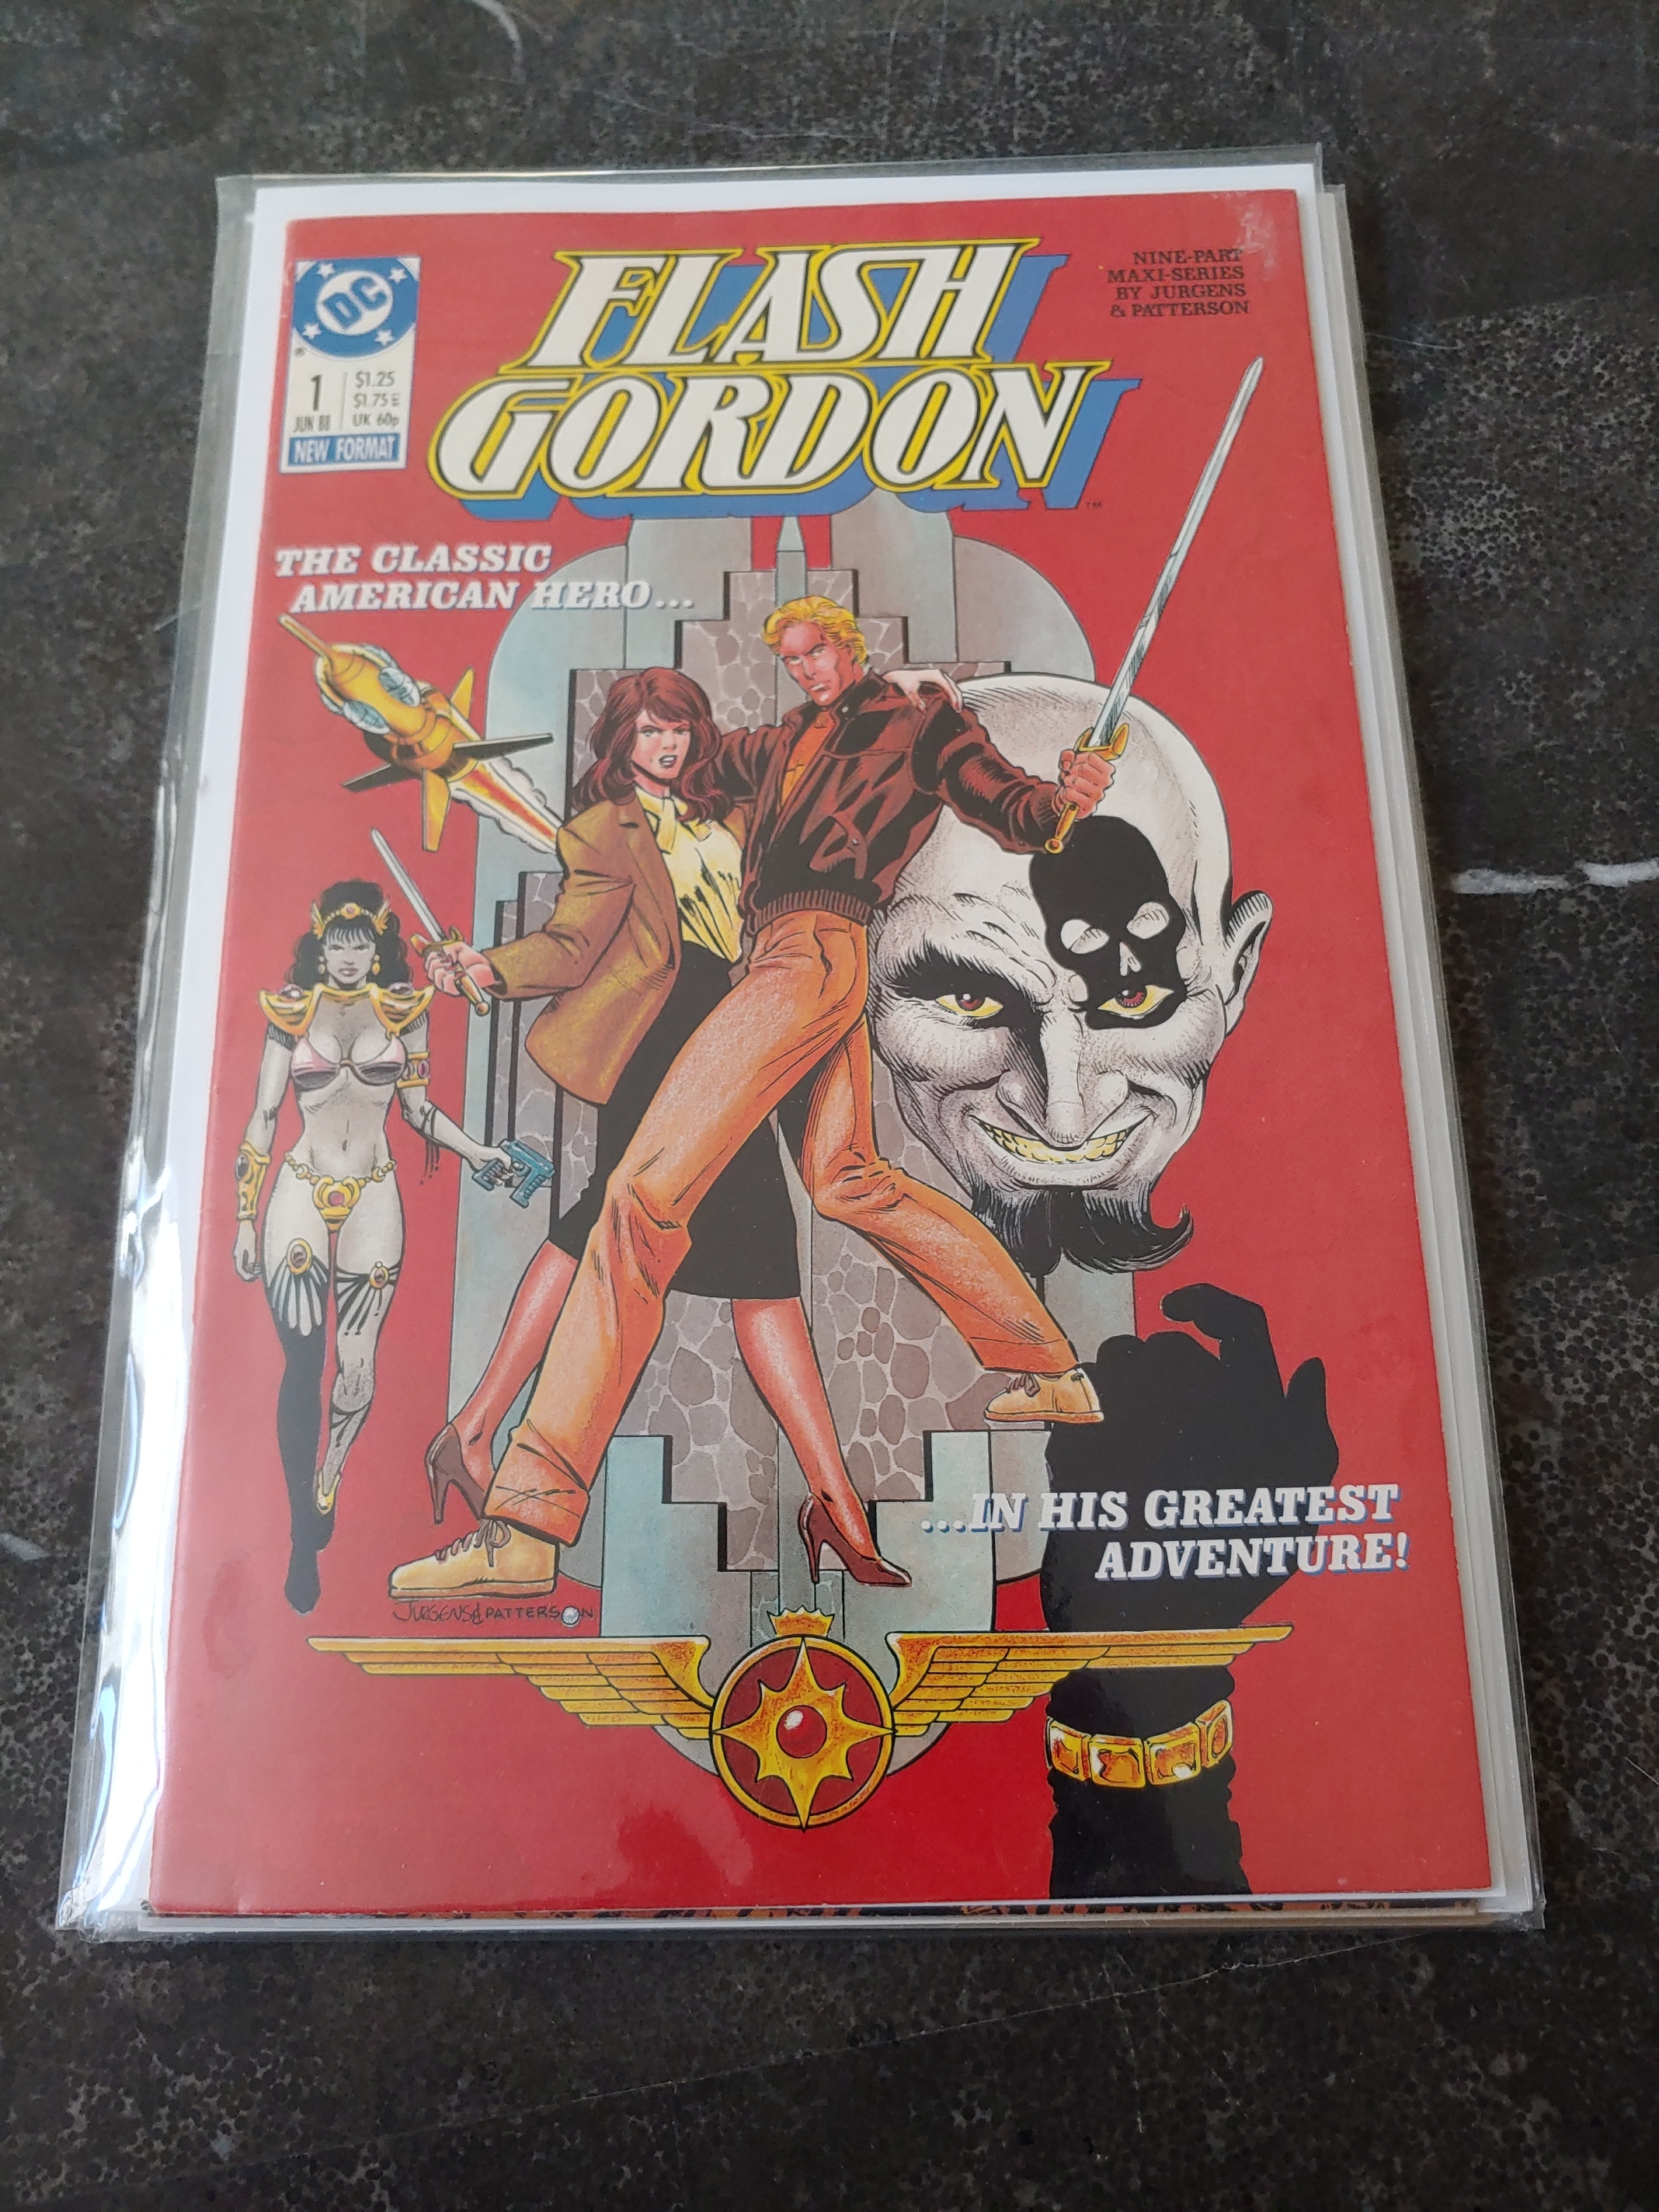 FLASH
GORDON
TM
NINE-PART
MAXI-SERIES
BY JURGENS
& PATTERSON
DC
®
1
JUN 88
$1.25
$1.75
UK 60p
NEW FORMAT
THE CLASSIC
AMERICAN HERO...
...IN HIS GREATEST
ADVENTURE!
JURGENS & PATTERSON